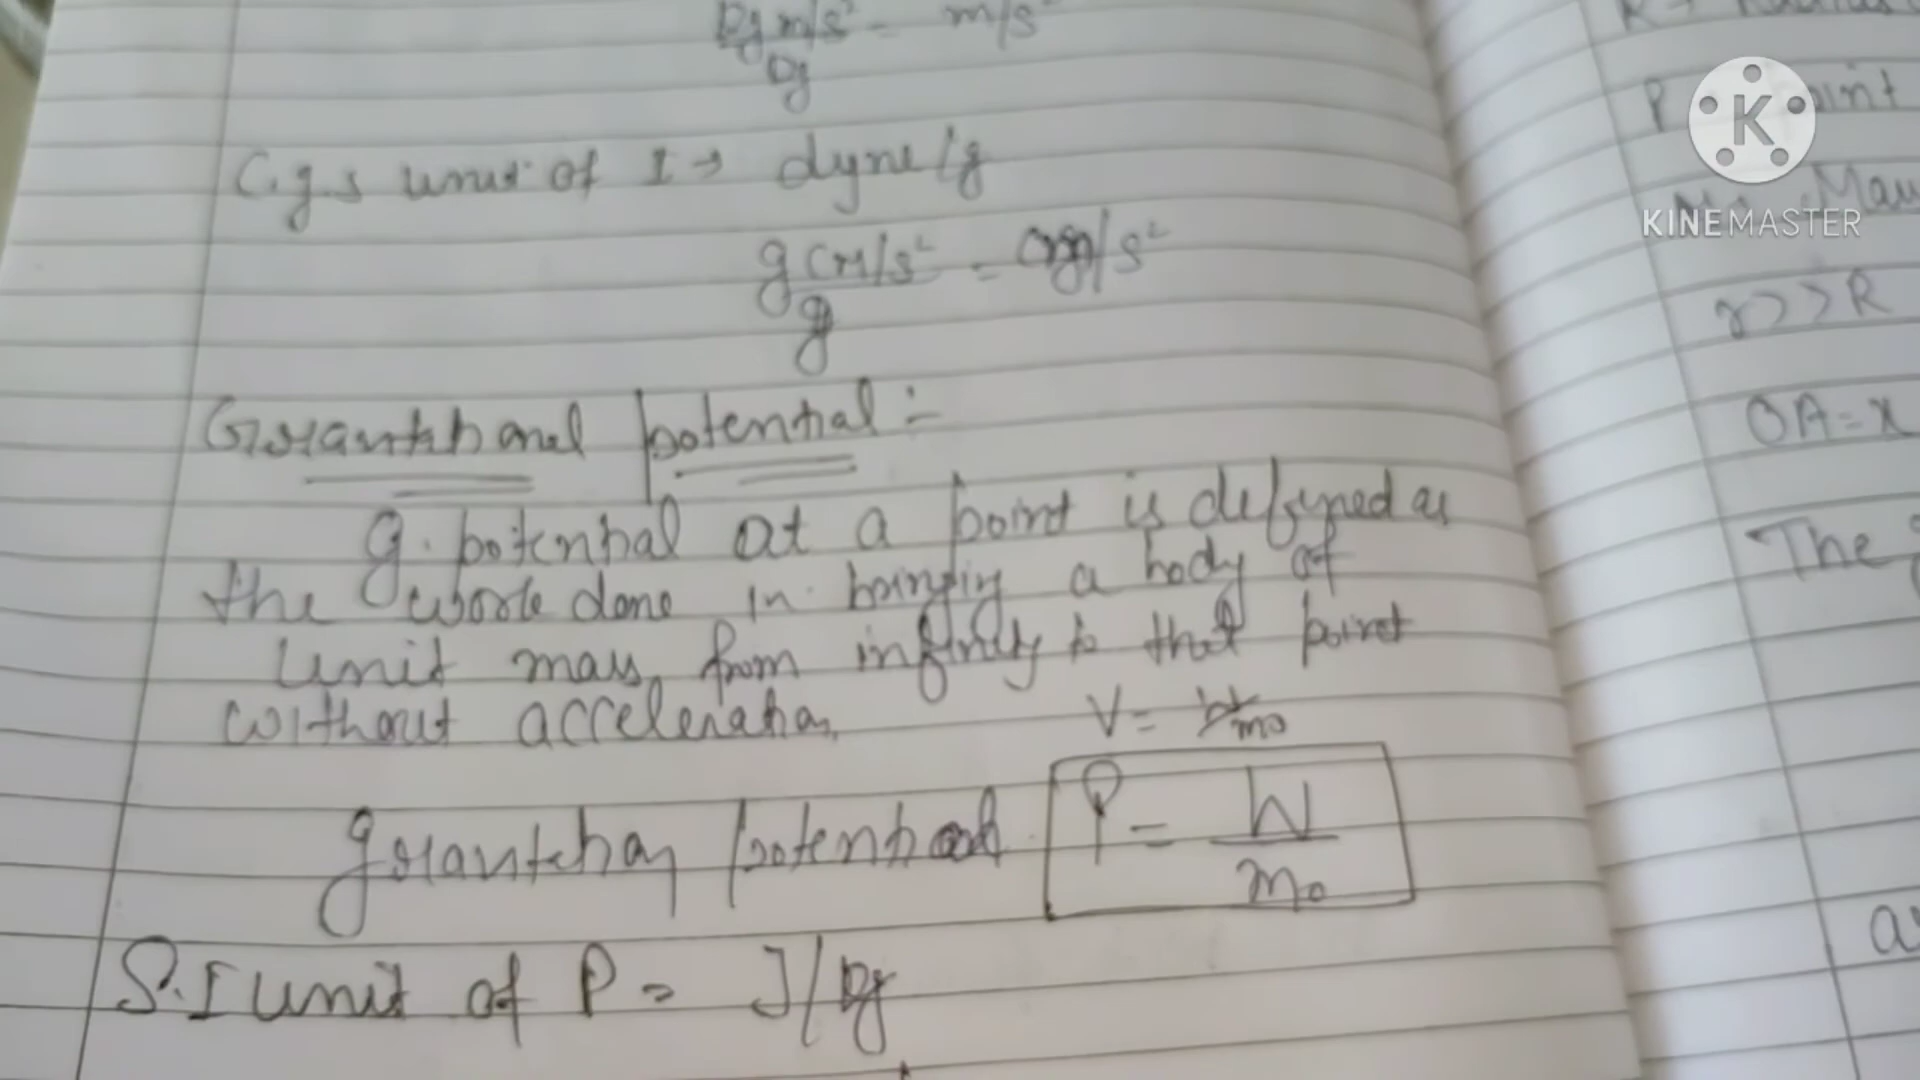 kg m/s² = m/s²
kg
C.g.s unit of I → dyne/g
g cm/s² = cm/s²
g
Gravitational potential :-
g. potential at a point is defined as
the work done in bringing a body of
unit mass from infinity to that point
without acceleration.
V = W/m₀
gravitation potential P = W
m₀
S.I unit of P = J/kg
P point
r>>R
OA = x
The
KINEMASTER